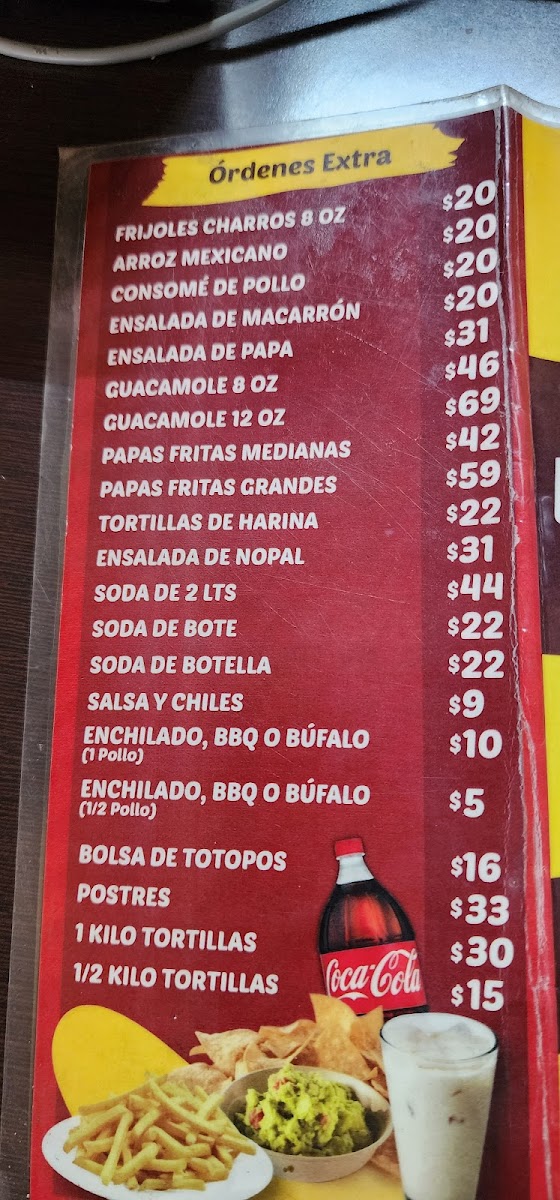 Órdenes Extra
FRIJOLES CHARROS 8 OZ $20
ARROZ MEXICANO $20
CONSOMÉ DE POLLO $20
ENSALADA DE MACARRÓN $20
ENSALADA DE PAPA $31
GUACAMOLE 8 OZ $46
GUACAMOLE 12 OZ $69
PAPAS FRITAS MEDIANAS $42
PAPAS FRITAS GRANDES $59
TORTILLAS DE HARINA $22
ENSALADA DE NOPAL $31
SODA DE 2 LTS $44
SODA DE BOTE $22
SODA DE BOTELLA $22
SALSA Y CHILES $9
ENCHILADO, BBQ O BÚFALO $10
(1 Pollo)
ENCHILADO, BBQ O BÚFALO $5
(1/2 Pollo)
BOLSA DE TOTOPOS $16
POSTRES $33
1 KILO TORTILLAS $30
1/2 KILO TORTILLAS $15
Coca-Cola